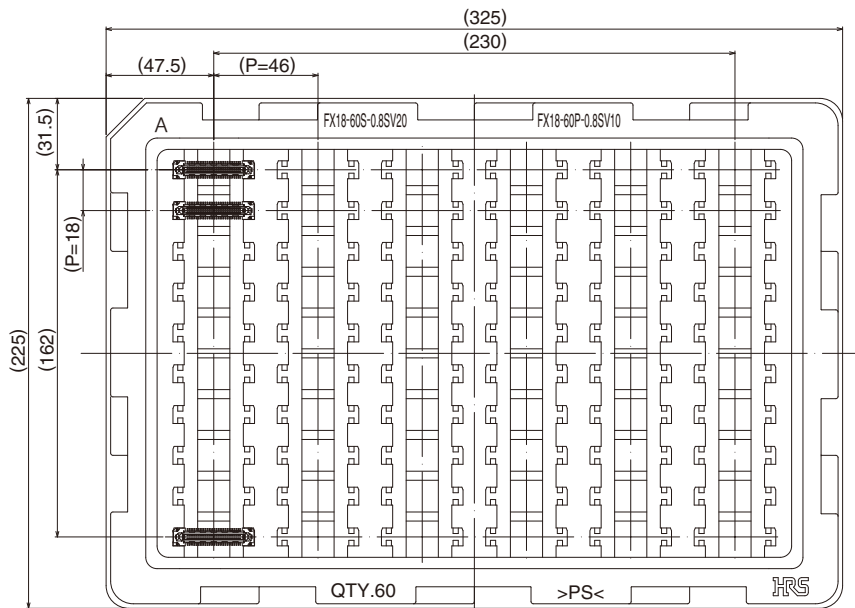 (325)
(230)
(47.5)
(P=46)
(31.5)
A
FX18-60S-0.8SV20
FX18-60P-0.8SV10
(P=18)
(162)
(225)
QTY.60
>PS<
HRS